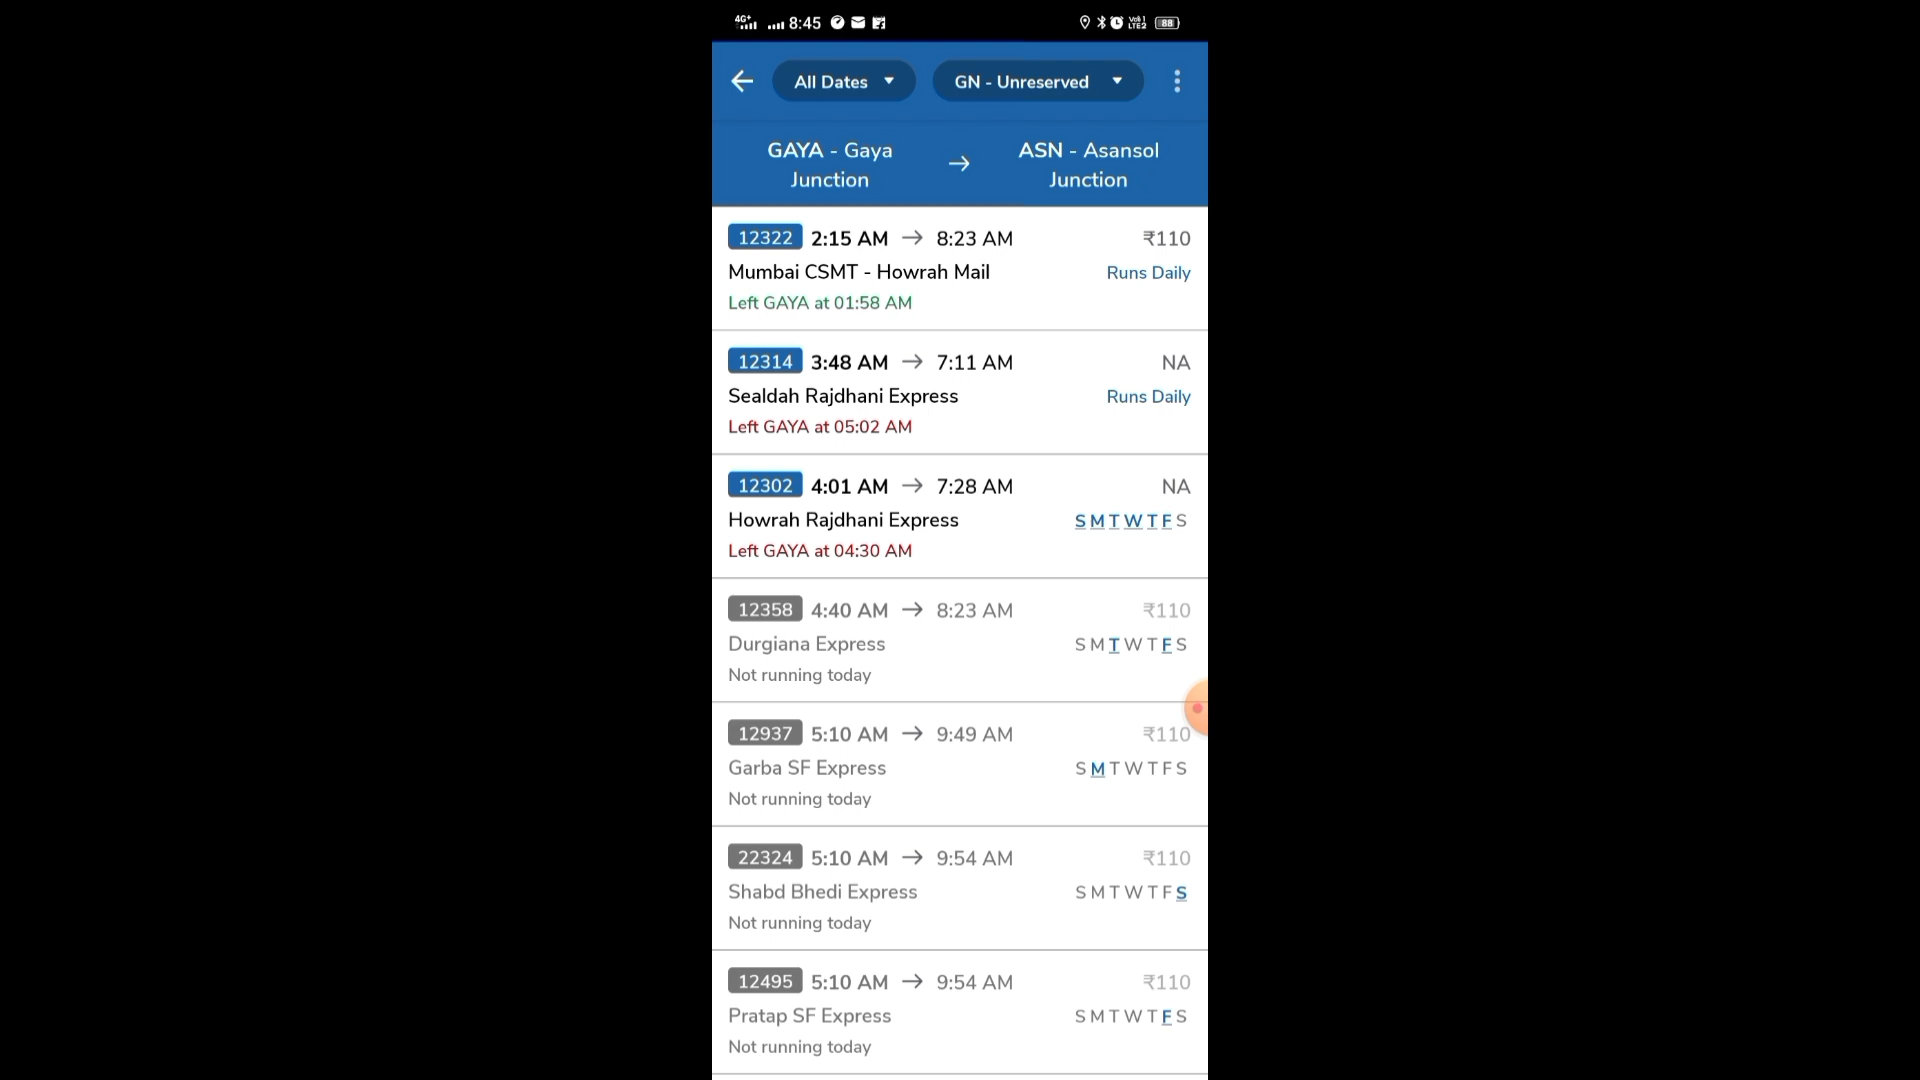 4G+ 8:45 Vo) 1 LTE2 88
All Dates GN - Unreserved
GAYA - Gaya Junction → ASN - Asansol Junction
12322 2:15 AM → 8:23 AM ₹110
Mumbai CSMT - Howrah Mail Runs Daily
Left GAYA at 01:58 AM
12314 3:48 AM → 7:11 AM NA
Sealdah Rajdhani Express Runs Daily
Left GAYA at 05:02 AM
12302 4:01 AM → 7:28 AM NA
Howrah Rajdhani Express S M T W T F S
Left GAYA at 04:30 AM
12358 4:40 AM → 8:23 AM ₹110
Durgiana Express S M T W T F S
Not running today
12937 5:10 AM → 9:49 AM ₹110
Garba SF Express S M T W T F S
Not running today
22324 5:10 AM → 9:54 AM ₹110
Shabd Bhedi Express S M T W T F S
Not running today
12495 5:10 AM → 9:54 AM ₹110
Pratap SF Express S M T W T F S
Not running today